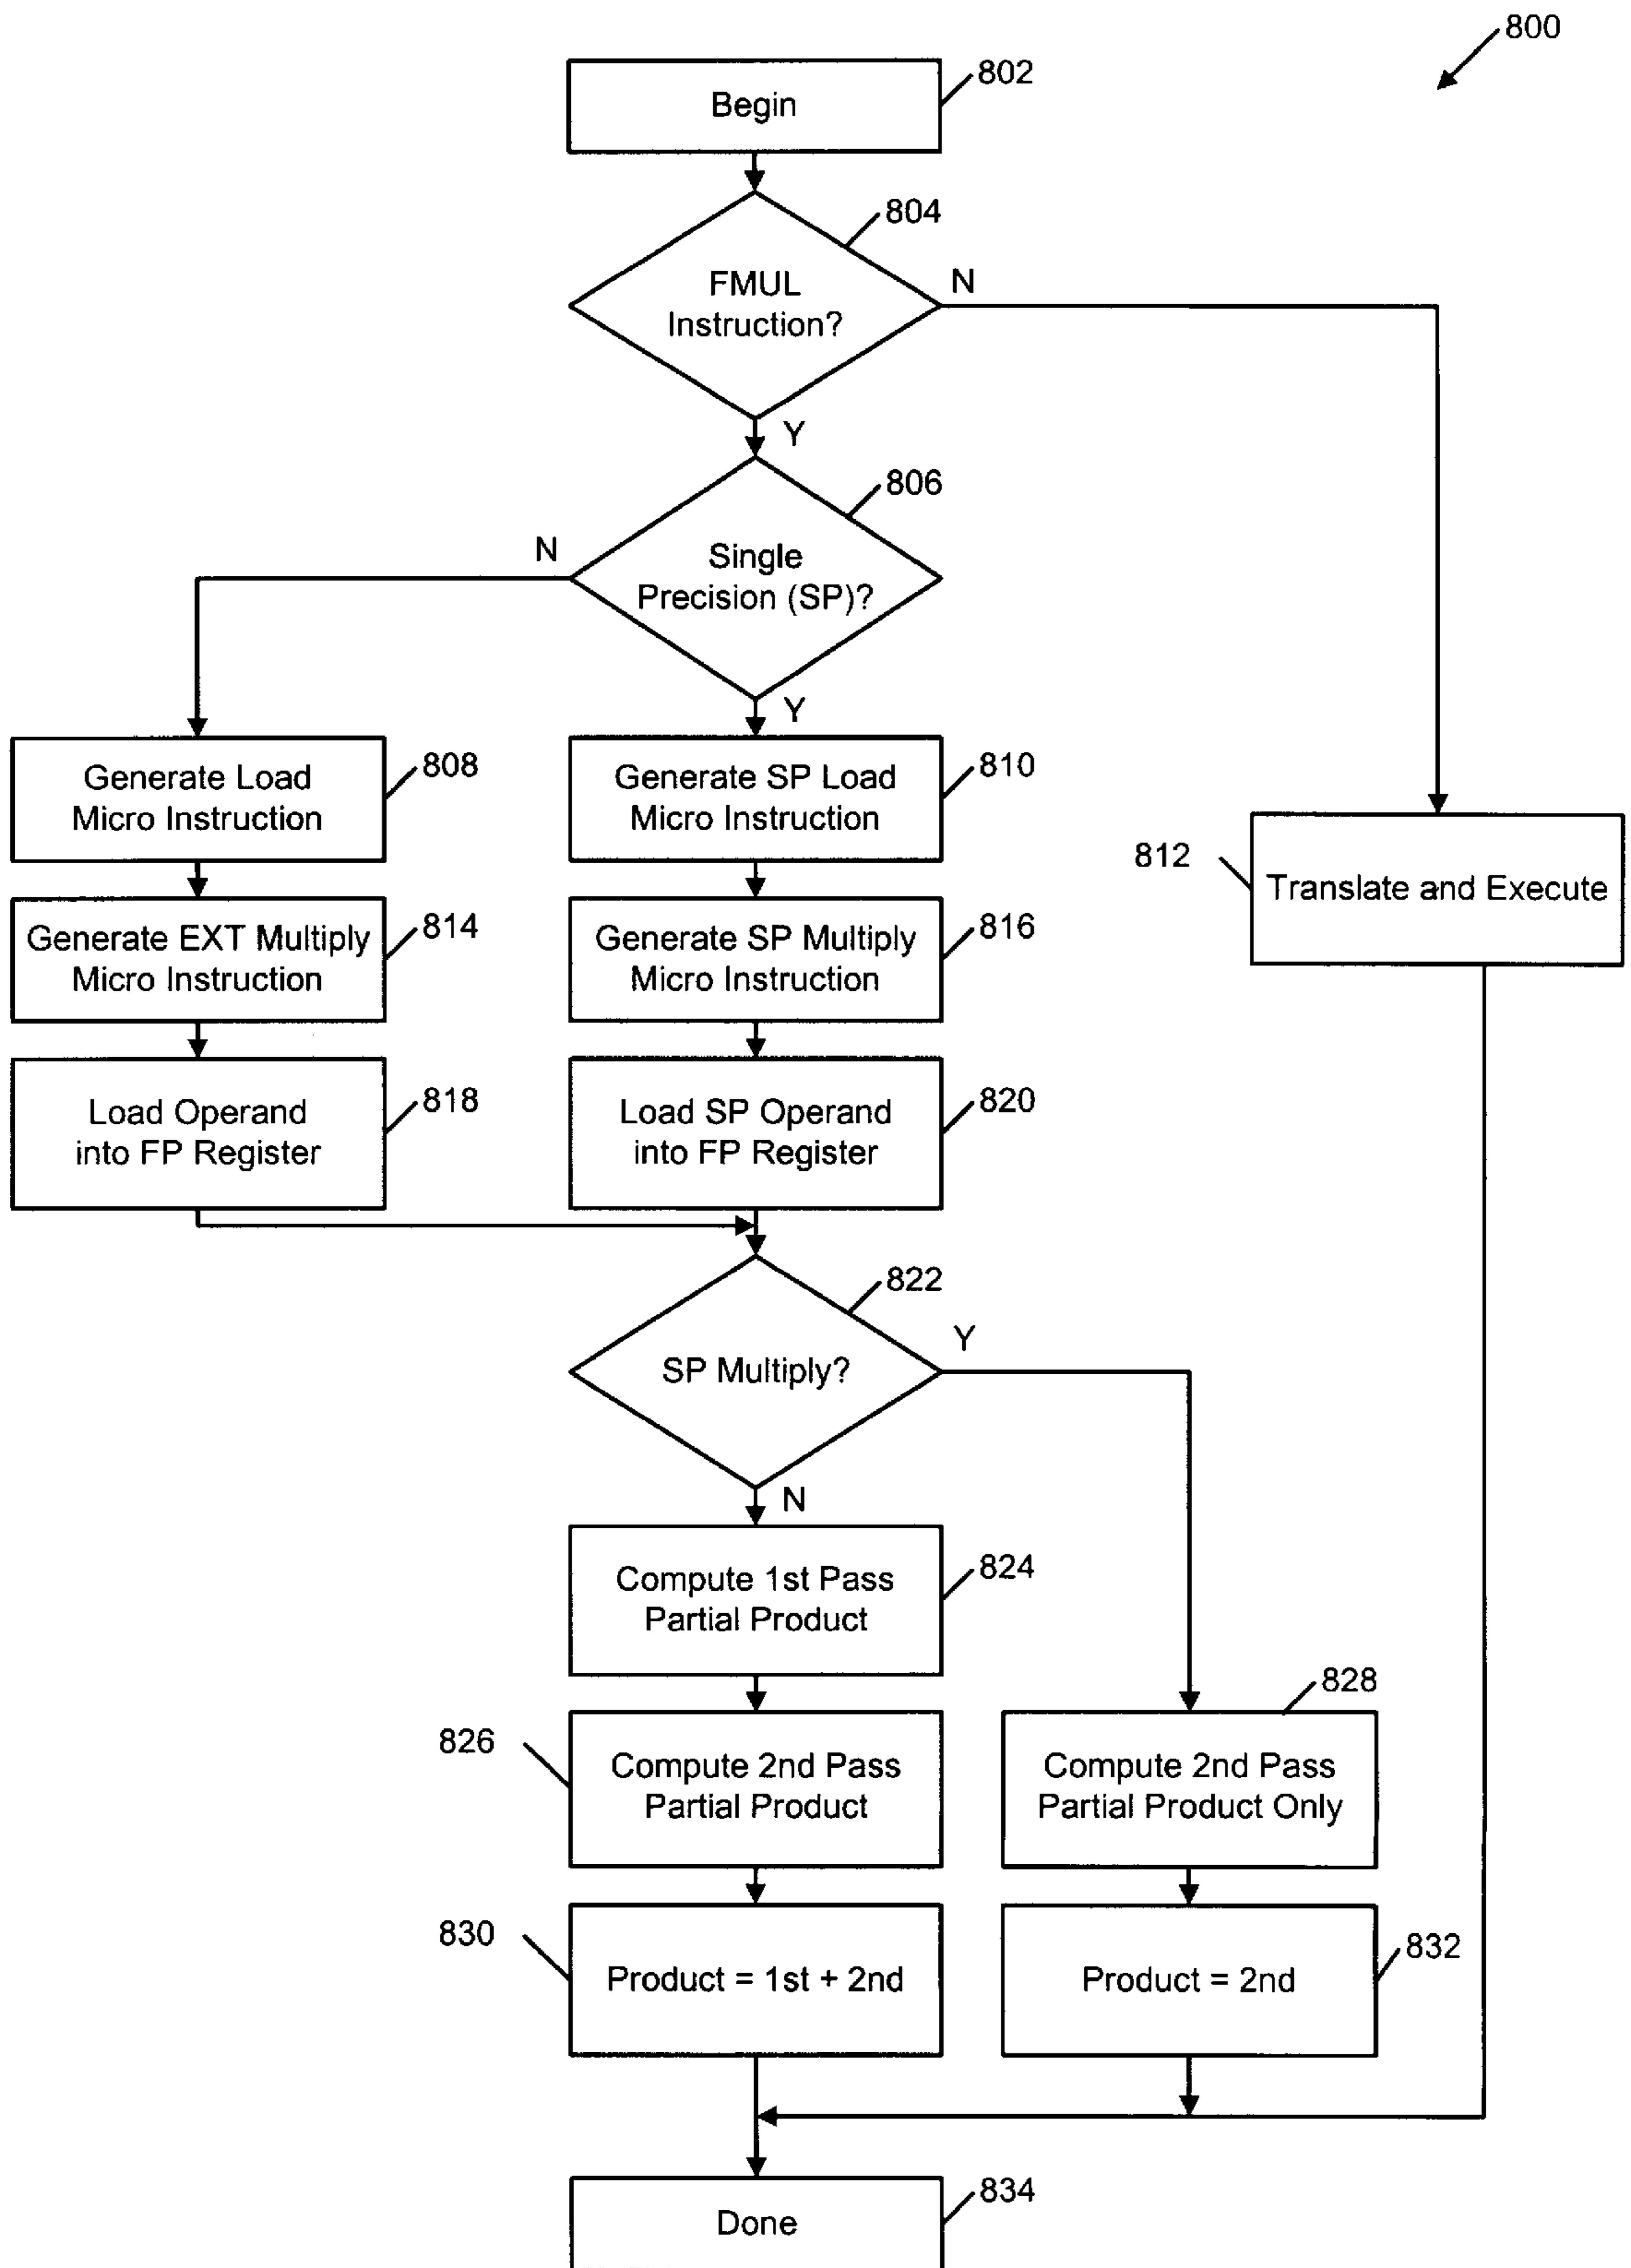 800
802
Begin
804
FMUL
Instruction?
N
Y
806
Single
Precision (SP)?
N
Y
Generate Load
Micro Instruction
808
Generate SP Load
Micro Instruction
810
812
Translate and Execute
Generate EXT Multiply
Micro Instruction
814
Generate SP Multiply
Micro Instruction
816
Load Operand
into FP Register
818
Load SP Operand
into FP Register
820
822
SP Multiply?
Y
N
Compute 1st Pass
Partial Product
824
826
Compute 2nd Pass
Partial Product
828
Compute 2nd Pass
Partial Product Only
830
Product = 1st + 2nd
832
Product = 2nd
834
Done